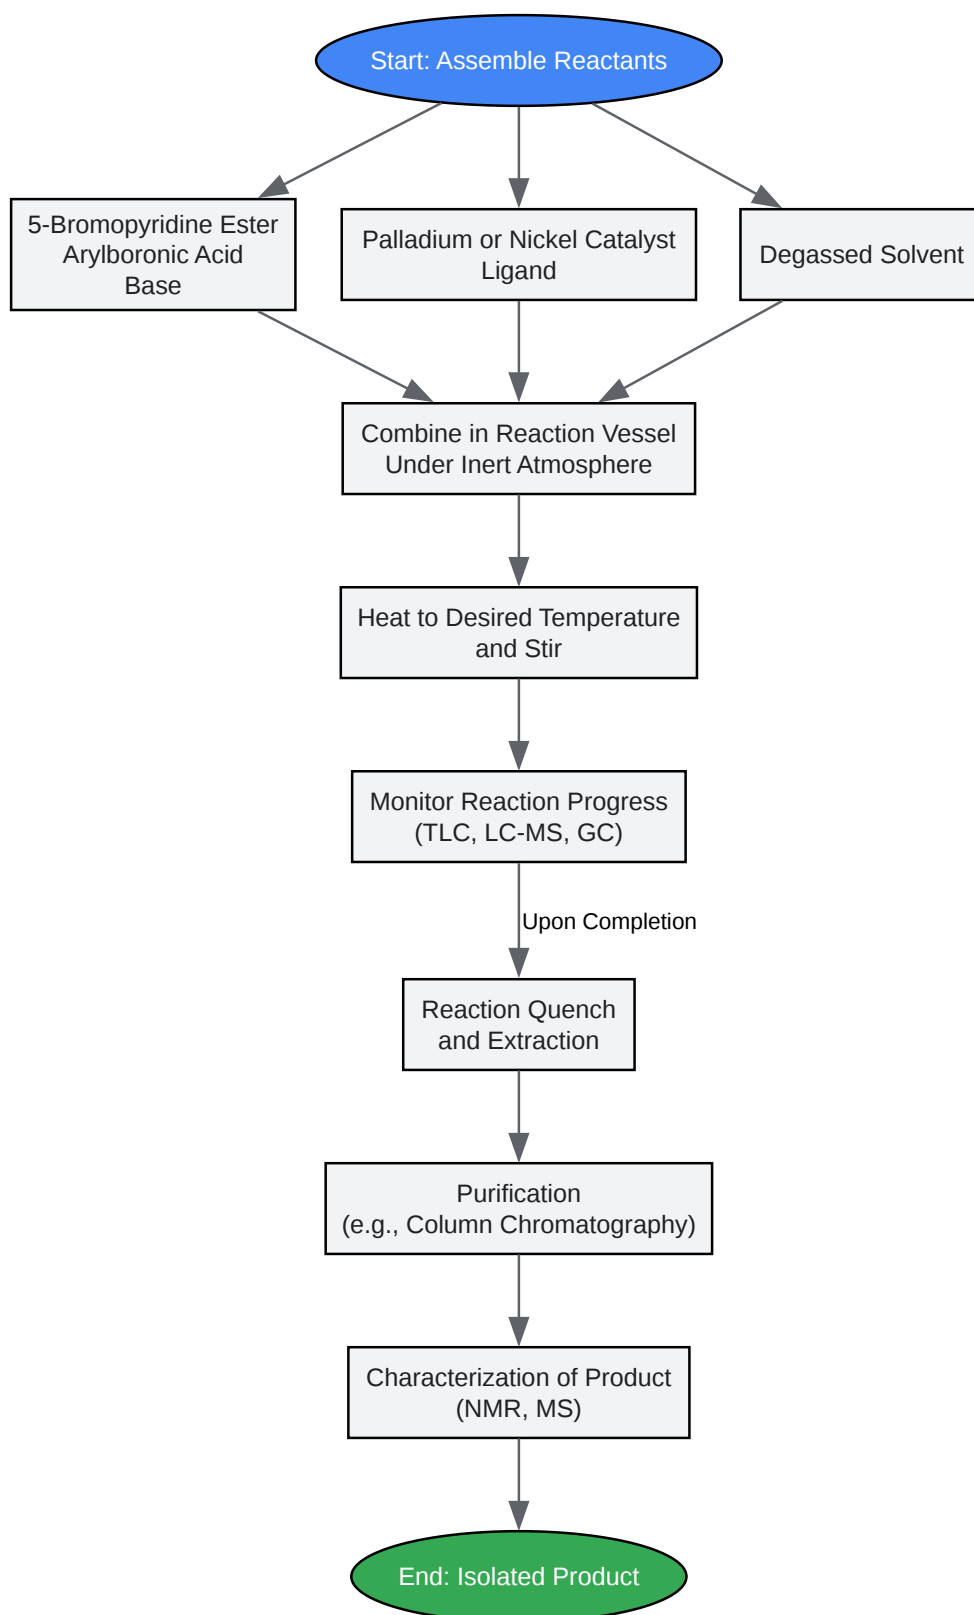 Start: Assemble Reactants
5-Bromopyridine Ester
Arylboronic Acid
Base
Palladium or Nickel Catalyst
Ligand
Degassed Solvent
Combine in Reaction Vessel
Under Inert Atmosphere
Heat to Desired Temperature
and Stir
Monitor Reaction Progress
(TLC, LC-MS, GC)
Upon Completion
Reaction Quench
and Extraction
Purification
(e.g., Column Chromatography)
Characterization of Product
(NMR, MS)
End: Isolated Product